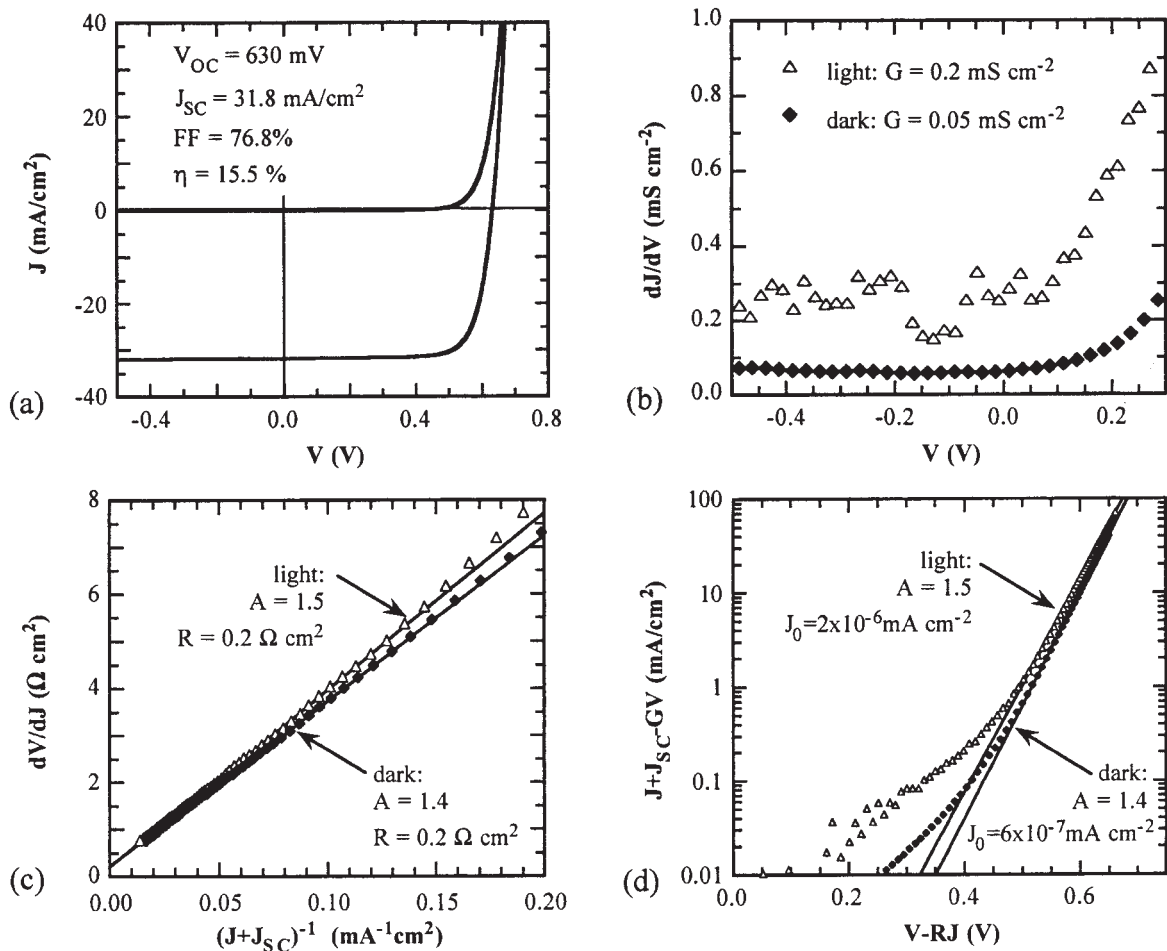 40
20
0
-20
-40
J (mA/cm²)
V_OC = 630 mV
J_SC = 31.8 mA/cm²
FF = 76.8%
η = 15.5 %
-0.4
0.0
0.4
0.8
V (V)
(a)
1.0
0.8
0.6
0.4
0.2
0.0
dJ/dV (mS cm⁻²)
light: G = 0.2 mS cm⁻²
dark: G = 0.05 mS cm⁻²
-0.4
-0.2
0.0
0.2
V (V)
(b)
8
6
4
2
0
dV/dJ (Ω cm²)
light:
A = 1.5
R = 0.2 Ω cm²
dark:
A = 1.4
R = 0.2 Ω cm²
0.00
0.05
0.10
0.15
0.20
(J+J_SC)⁻¹ (mA⁻¹cm²)
(c)
100
10
1
0.1
0.01
J+J_SC-GV (mA/cm²)
light:
A = 1.5
J₀=2x10⁻⁶mA cm⁻²
dark:
A = 1.4
J₀=6x10⁻⁷mA cm⁻²
0.0
0.2
0.4
0.6
V-RJ (V)
(d)